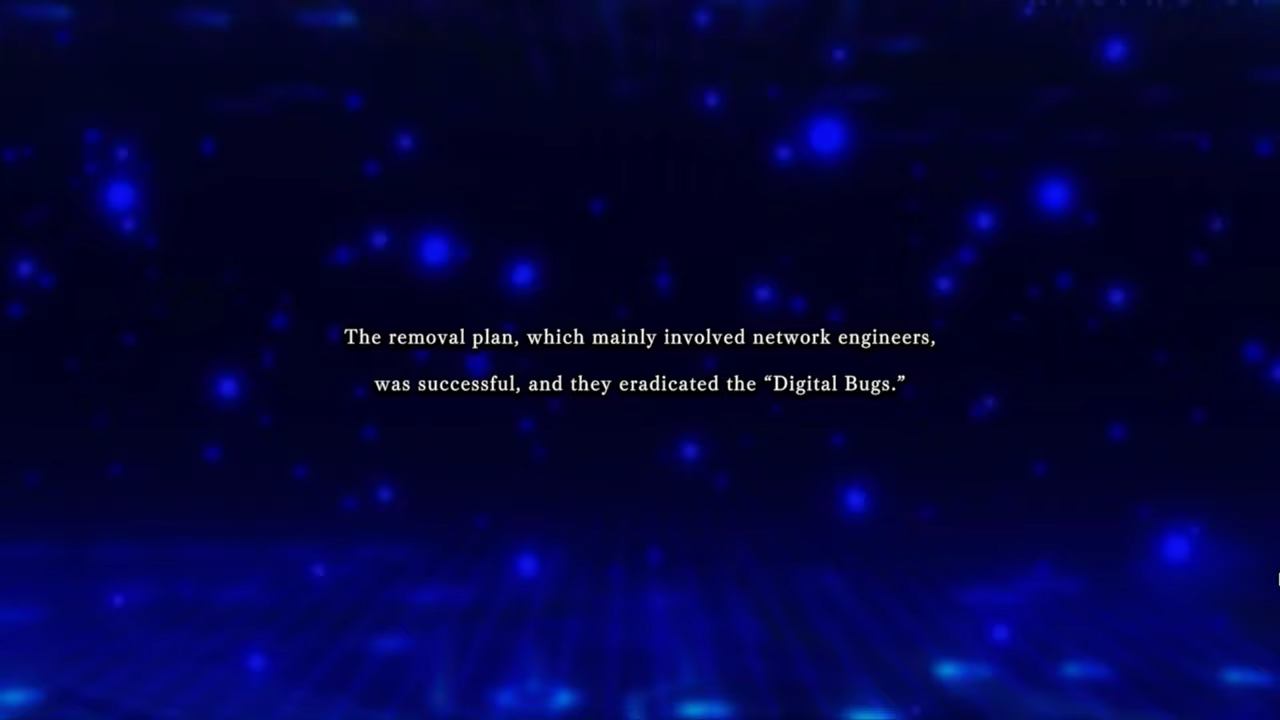 The removal plan, which mainly involved network engineers,
was successful, and they eradicated the “Digital Bugs.”